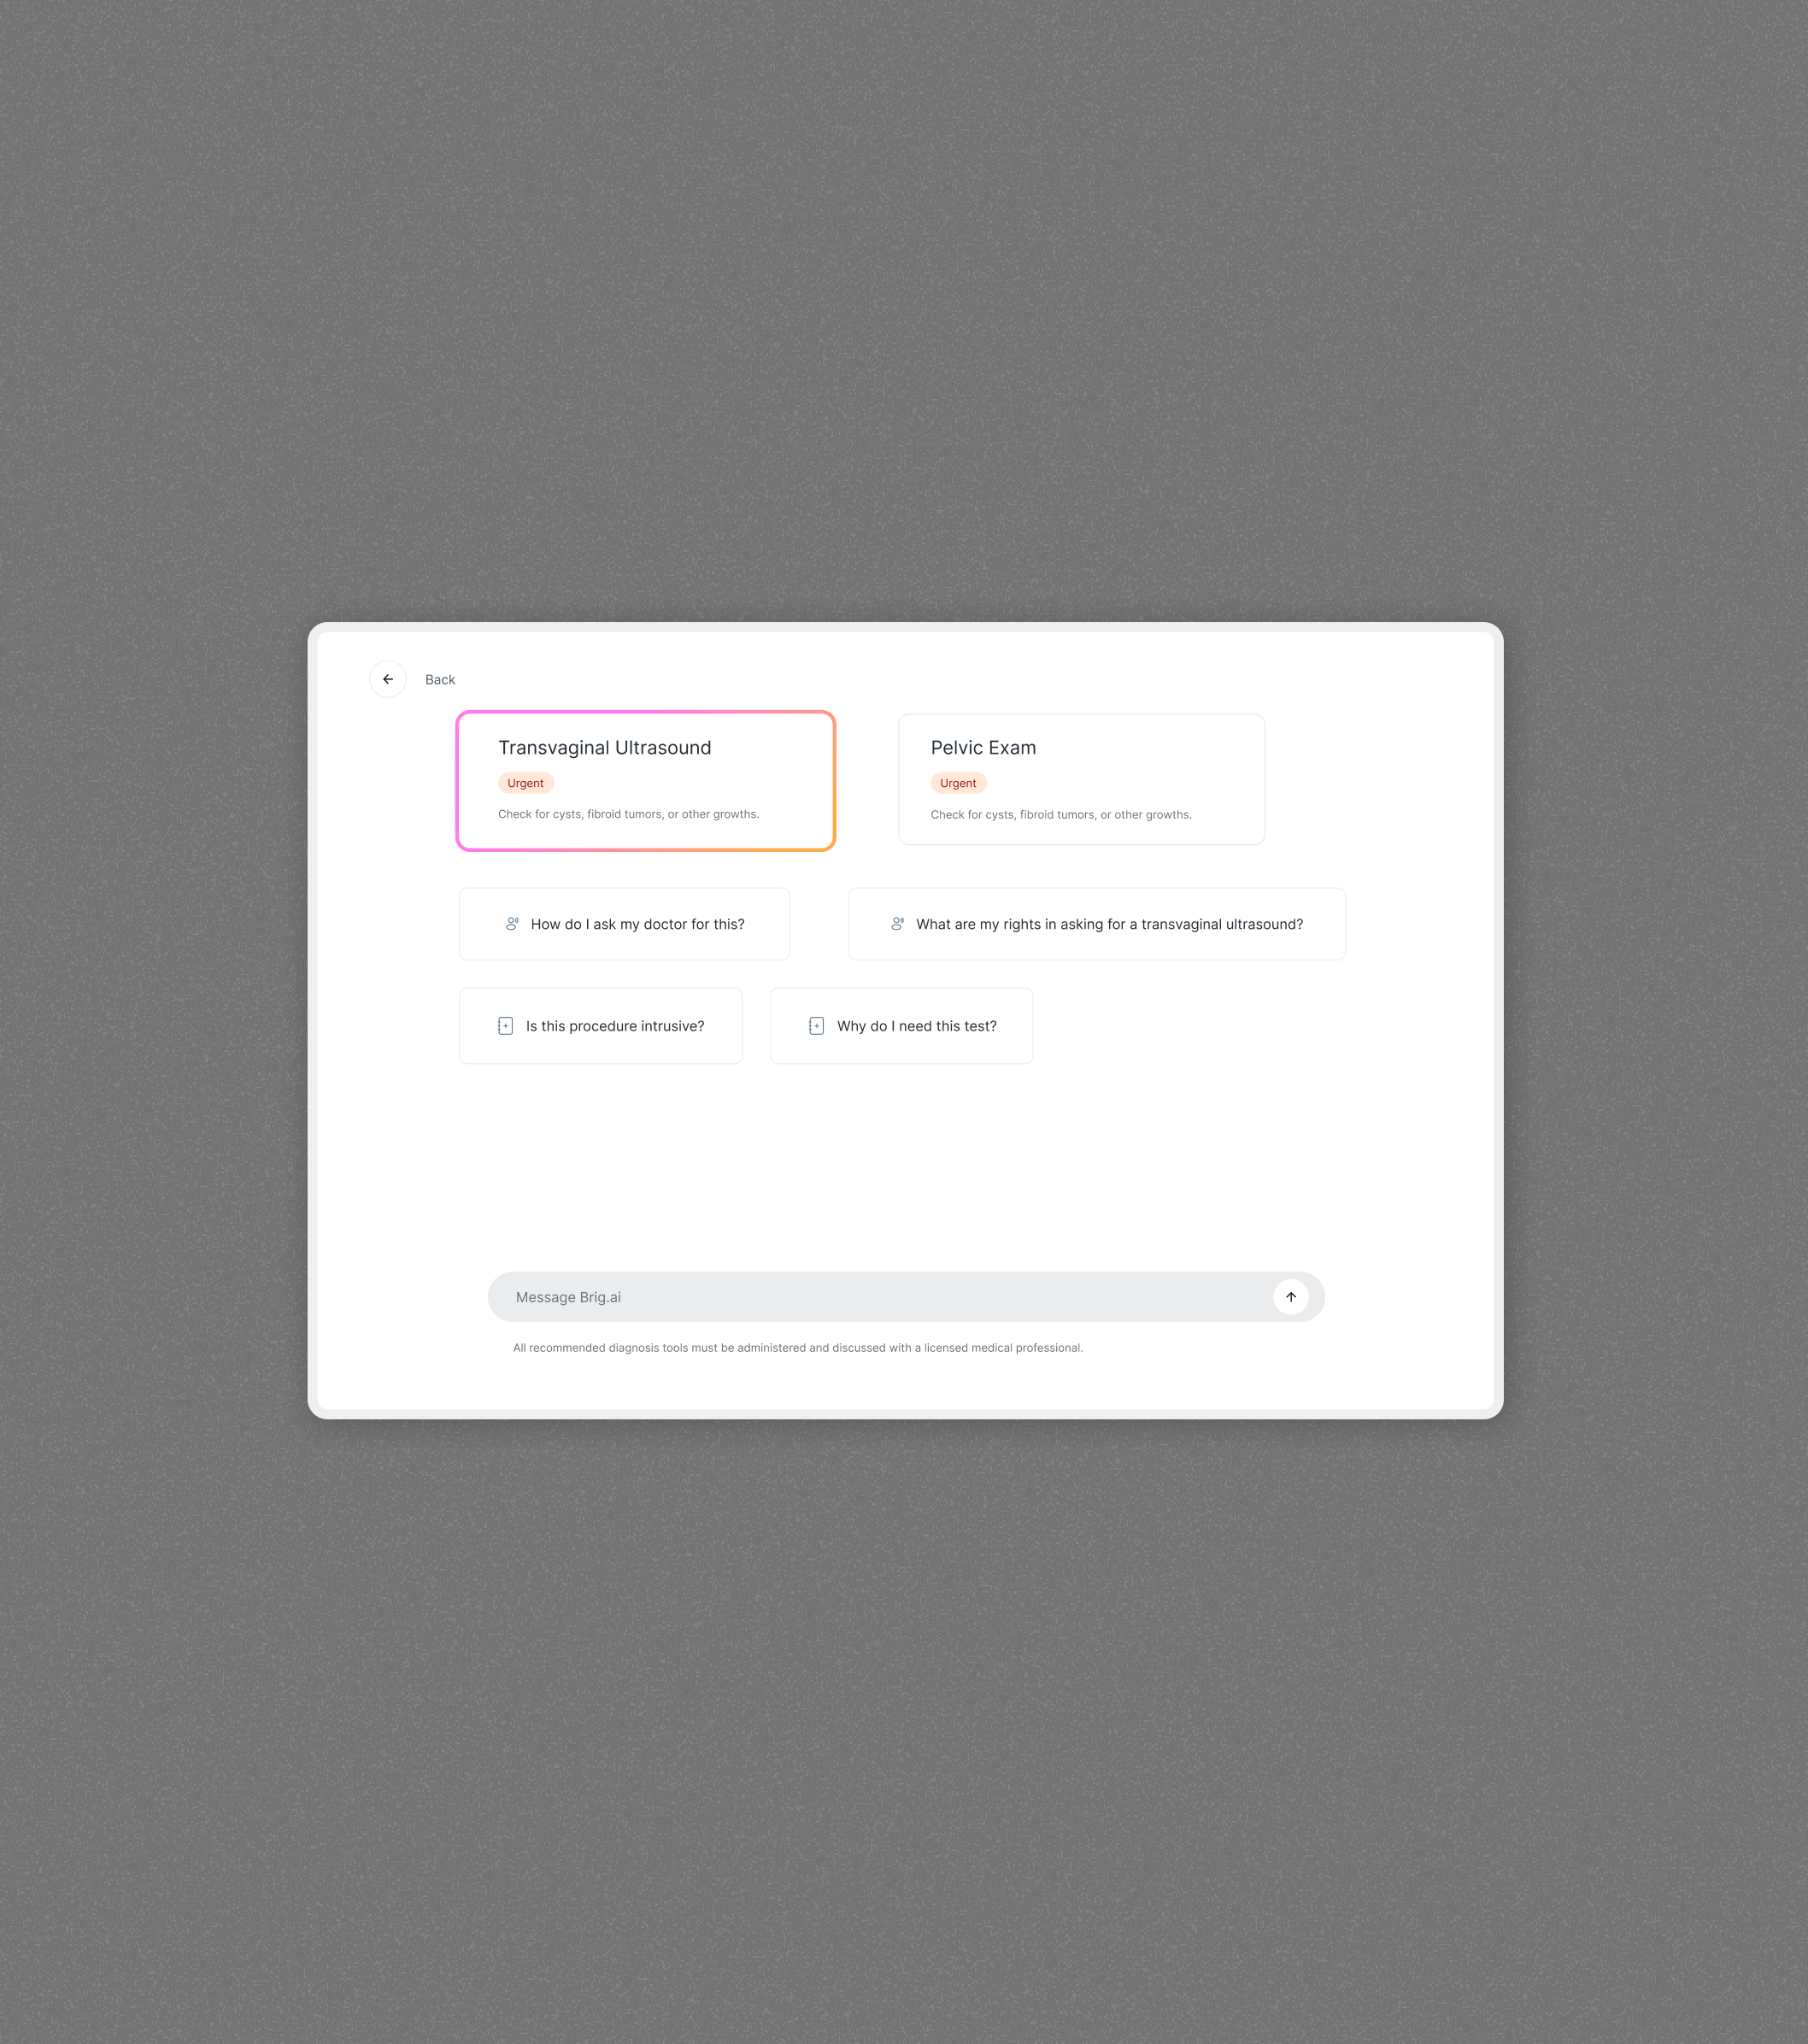 Back
Transvaginal Ultrasound
Urgent
Check for cysts, fibroid tumors, or other growths.
Pelvic Exam
Urgent
Check for cysts, fibroid tumors, or other growths.
How do I ask my doctor for this?
What are my rights in asking for a transvaginal ultrasound?
Is this procedure intrusive?
Why do I need this test?
Message Brig.ai
All recommended diagnosis tools must be administered and discussed with a licensed medical professional.